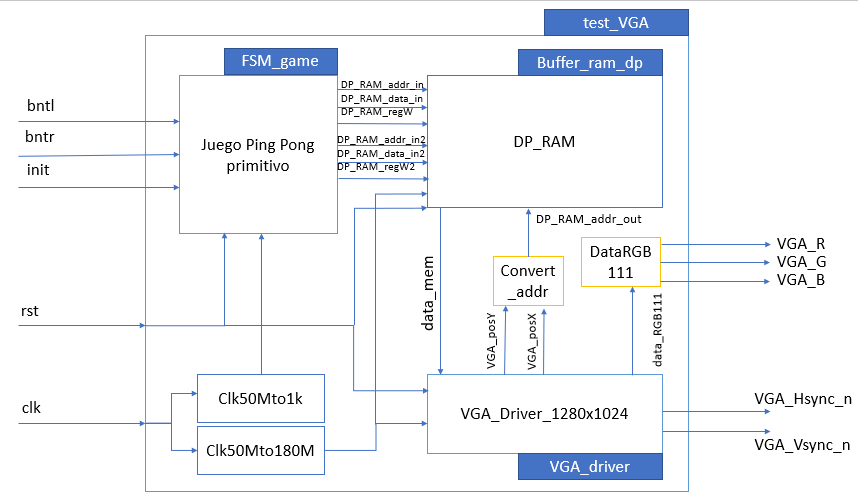 test_VGA
FSM_game
Buffer_ram_dp
bntl
bntr
init
Juego Ping Pong
primitivo
DP_RAM_addr_in
DP_RAM_data_in
DP_RAM_regW
DP_RAM_addr_in2
DP_RAM_data_in2
DP_RAM_regW2
DP_RAM
DP_RAM_addr_out
data_mem
Convert
_addr
DataRGB
111
VGA_R
VGA_G
VGA_B
VGA_posY
VGA_posX
data_RGB111
rst
clk
Clk50Mto1k
Clk50Mto180M
VGA_Driver_1280x1024
VGA_driver
VGA_Hsync_n
VGA_Vsync_n